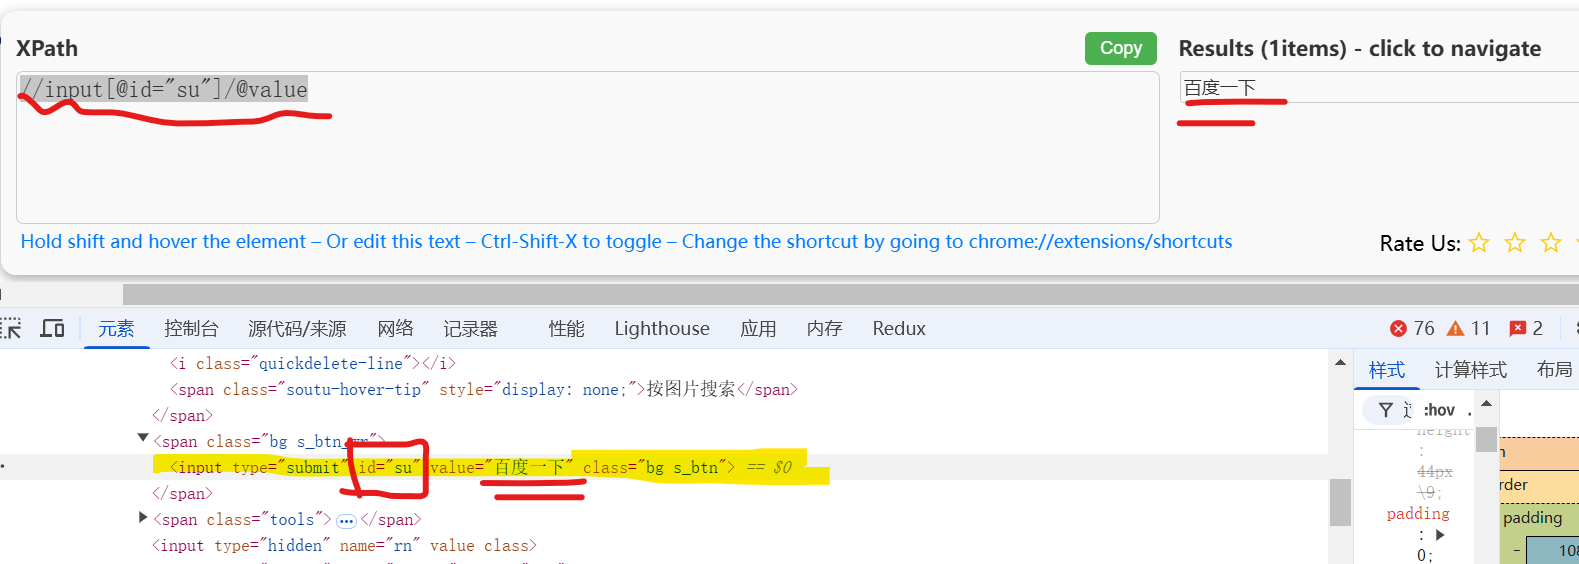 XPath
Copy
Results (1items) - click to navigate
//input[@id="su"]/@value
百度一下
Hold shift and hover the element – Or edit this text – Ctrl-Shift-X to toggle – Change the shortcut by going to chrome://extensions/shortcuts
Rate Us:
元素 控制台 源代码/来源 网络 记录器 性能 Lighthouse 应用 内存 Redux 76 11 2
<i class="quickdelete-line"></i>
<span class="soutu-hover-tip" style="display: none;">按图片搜索</span>
</span>
<span class="bg s_btn_wr">
<input type="submit" id="su" value="百度一下" class="bg s_btn"> == $0
</span>
<span class="tools"> … </span>
<input type="hidden" name="rn" value class>
样式 计算样式 布局
:hov .
height
:
44px
\9;
padding
:
0;
rder
padding
-
108